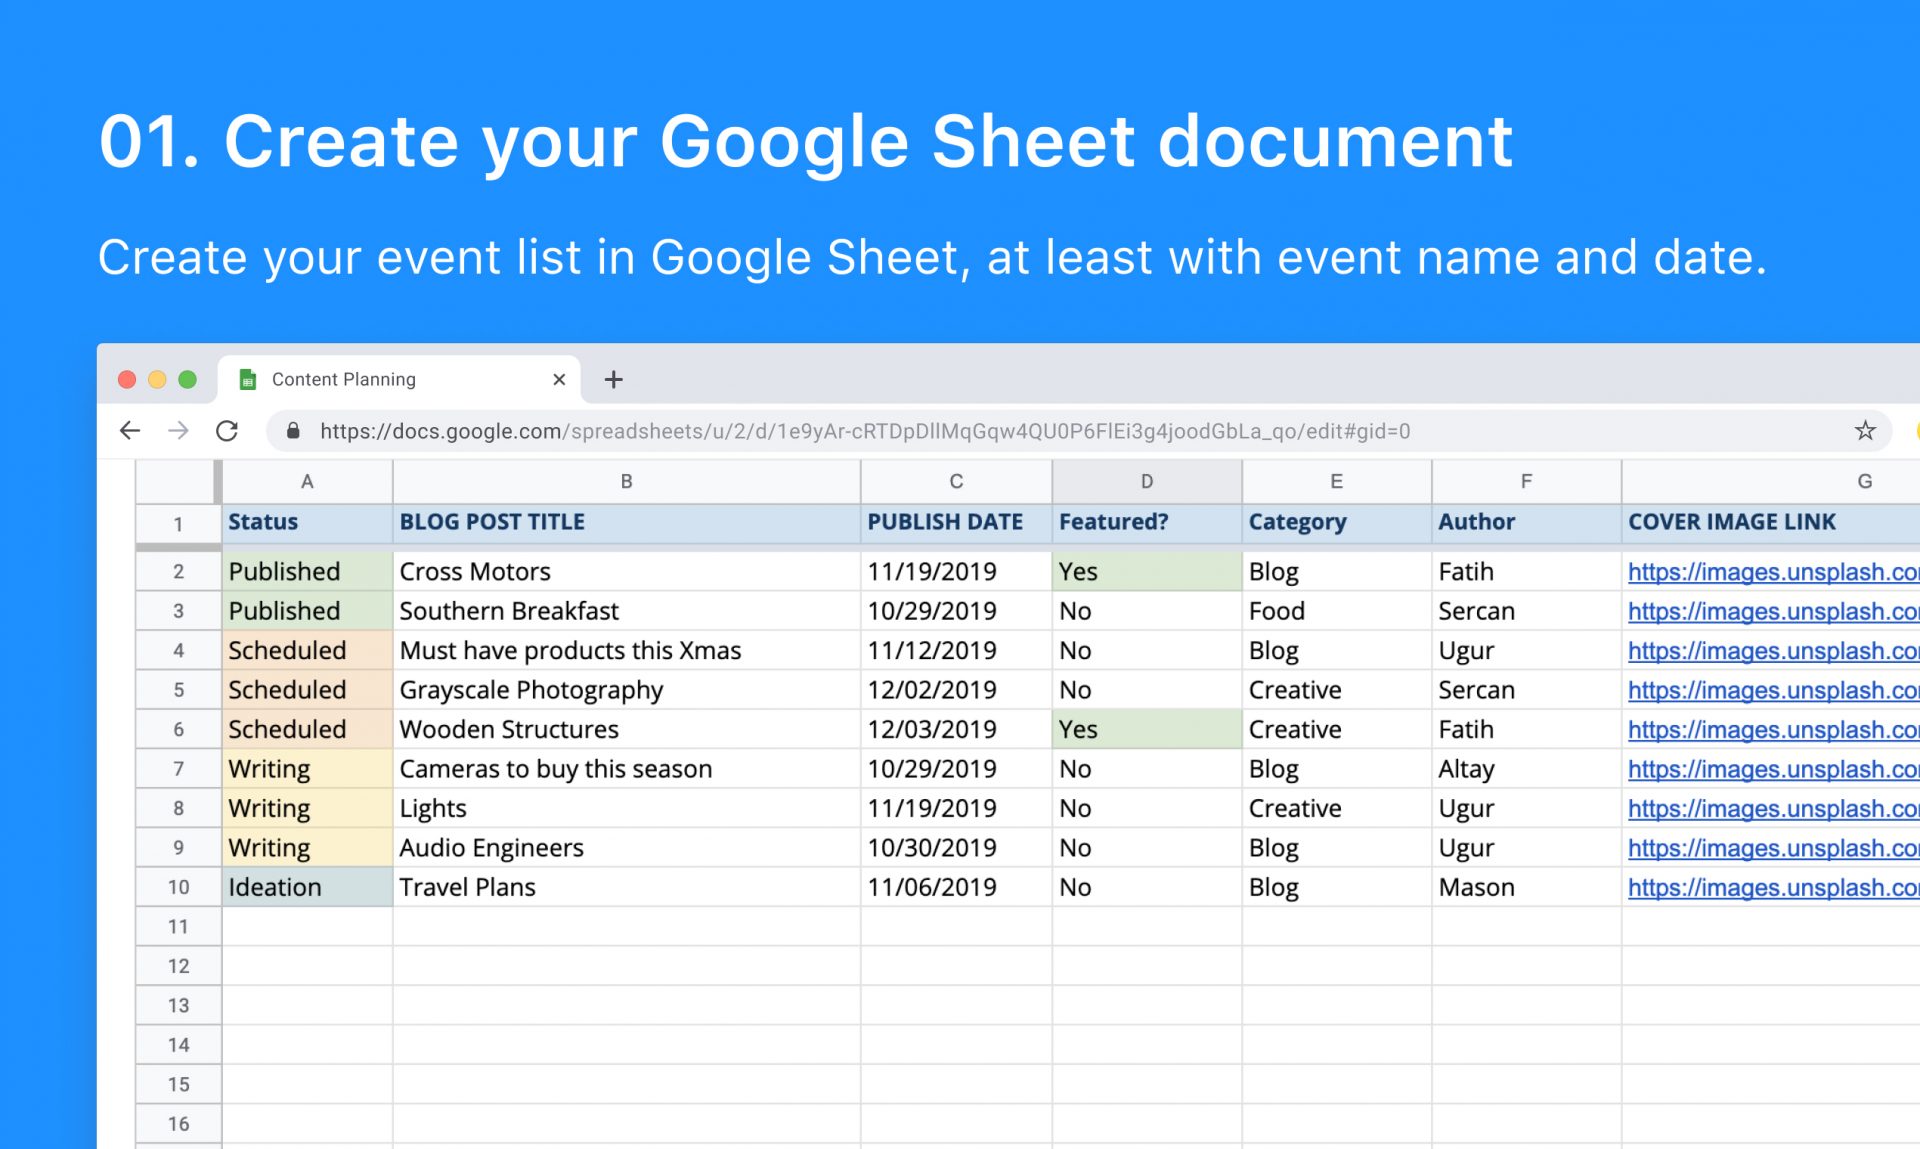 01. Create your Google Sheet document
Create your event list in Google Sheet, at least with event name and date.
Content Planning
https://docs.google.com/spreadsheets/u/2/d/1e9yAr-cRTDpDllMqGqw4QU0P6FlEi3g4joodGbLa_qo/edit#gid=0
A B C D E F G
1 Status BLOG POST TITLE PUBLISH DATE Featured? Category Author COVER IMAGE LINK
2 Published Cross Motors 11/19/2019 Yes Blog Fatih https://images.unsplash.co
3 Published Southern Breakfast 10/29/2019 No Food Sercan https://images.unsplash.co
4 Scheduled Must have products this Xmas 11/12/2019 No Blog Ugur https://images.unsplash.co
5 Scheduled Grayscale Photography 12/02/2019 No Creative Sercan https://images.unsplash.co
6 Scheduled Wooden Structures 12/03/2019 Yes Creative Fatih https://images.unsplash.co
7 Writing Cameras to buy this season 10/29/2019 No Blog Altay https://images.unsplash.co
8 Writing Lights 11/19/2019 No Creative Ugur https://images.unsplash.co
9 Writing Audio Engineers 10/30/2019 No Blog Ugur https://images.unsplash.co
10 Ideation Travel Plans 11/06/2019 No Blog Mason https://images.unsplash.co
11
12
13
14
15
16